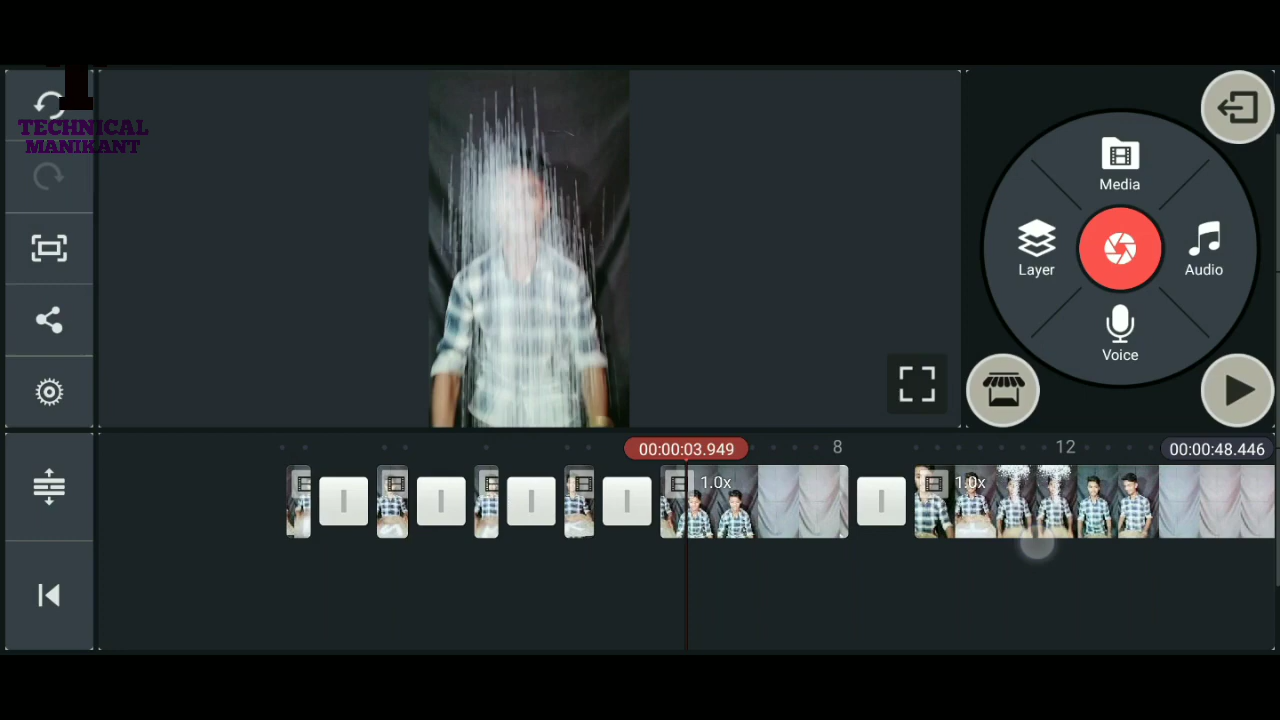 TECHNICAL
MANIKANT
Media
Layer
Audio
Voice
00:00:03.949
8
12
00:00:48.446
1.0x
1.0x